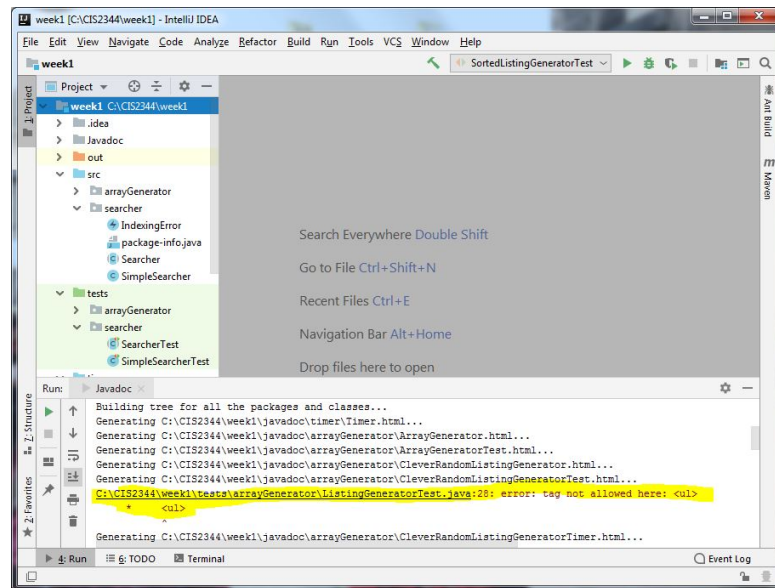 week1 [C:\CIS2344\week1] - IntelliJ IDEA
File Edit View Navigate Code Analyze Refactor Build Run Tools VCS Window Help
week1
SortedListingGeneratorTest
1: Project
Project
week1 C:\CIS2344\week1
.idea
Javadoc
out
src
arrayGenerator
searcher
IndexingError
package-info.java
Searcher
SimpleSearcher
tests
arrayGenerator
searcher
SearcherTest
SimpleSearcherTest
Search Everywhere Double Shift
Go to File Ctrl+Shift+N
Recent Files Ctrl+E
Navigation Bar Alt+Home
Drop files here to open
Ant Build
Maven
Run: Javadoc
Building tree for all the packages and classes...
Generating C:\CIS2344\week1\javadoc\timer\Timer.html...
Generating C:\CIS2344\week1\javadoc\arrayGenerator\ArrayGenerator.html...
Generating C:\CIS2344\week1\javadoc\arrayGenerator\ArrayGeneratorTest.html...
Generating C:\CIS2344\week1\javadoc\arrayGenerator\CleverRandomListingGenerator.html...
Generating C:\CIS2344\week1\javadoc\arrayGenerator\CleverRandomListingGeneratorTest.html...
C:\CIS2344\week1\tests\arrayGenerator\ListingGeneratorTest.java:28: error: tag not allowed here: <ul>
* <ul>
^
Generating C:\CIS2344\week1\javadoc\arrayGenerator\CleverRandomListingGeneratorTimer.html...
7: Structure
2: Favorites
4: Run 6: TODO Terminal
Event Log